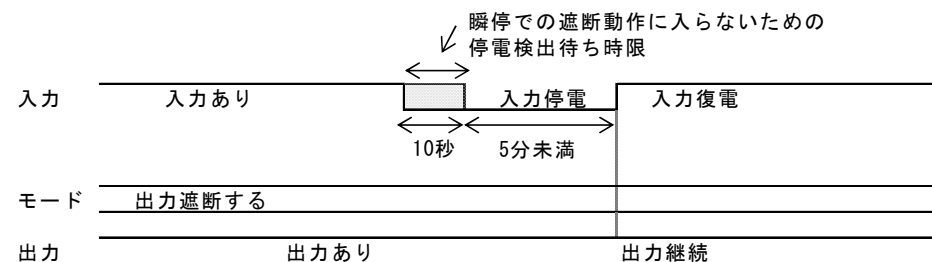 瞬停での遮断動作に入らないための
停電検出待ち時限
入力 入力あり 入力停電 入力復電
10秒 5分未満
モード 出力遮断する
出力 出力あり 出力継続